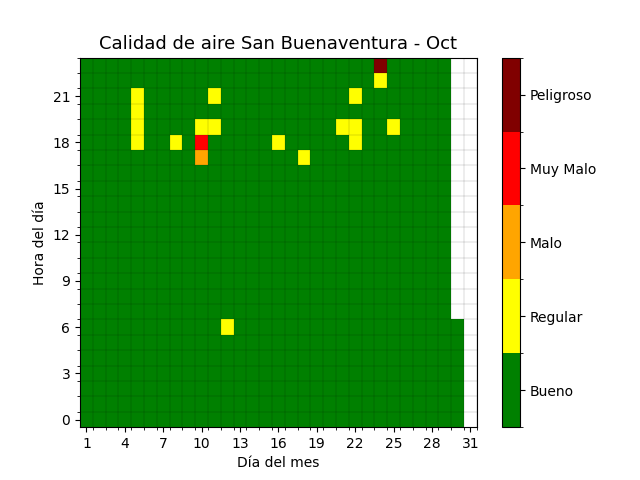 Calidad de aire San Buenaventura - Oct
Hora del día
21
18
15
12
9
6
3
0
1 4 7 10 13 16 19 22 25 28 31
Día del mes
Peligroso
Muy Malo
Malo
Regular
Bueno